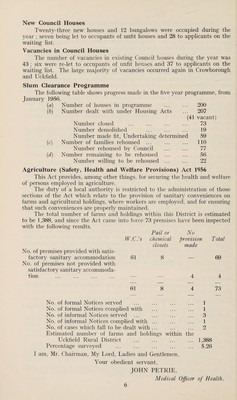 New Council Houses
Twenty-three new houses and 12 bungalows were occupied during the
year; seven being let to occupants of unfit houses and 28 to applicants on the
waiting list.
Vacancies in Council Houses
The number of vacancies in existing Council houses during the year was
43; six were re-let to occupants of unfit houses and 37 to applicants on the
waiting list. The large majority of vacancies occurred again in Crowborough
and Uckfield.
Slum Clearance Programme
The following table shows progress made in the five year programme, from
January 1956.
(a) Number of houses in programme ... ... 200
(b) Number dealt with under Housing Acts 207
(41 vacant)
Number closed ... ... ... ... 73
Number demolished ... ... ... 19
Number made fit, Undertaking determined 89
(c) Number of families rehoused ... ... ... 110
Number rehoused by Council ... ... 77
(d) Number remaining to be rehoused ... ... 56
Number willing to be rehoused ... ... 22
Agriculture (Safety, Health and Welfare Provisions) Act 1956
This Act provides, among other things, for securing the health and welfare
of persons employed in agriculture.
The duty of a local authority is restricted to the administration of those
sections of the Act which relate to the provision of sanitary conveniences on
farms and agricultural holdings, where workers are employed, and for ensuring
that such conveniences are properly maintained.
The total number of farms and holdings within this District is estimated
to be 1,388, and since the Act came into force 73 premises have been inspected
with the following results.
Pail or No
W.C.'s chemical provision Total
closets made
No. of premises provided with satis-
factory sanitary accommodation 61 8 — 69
No. of premises not provided with
satisfactory sanitary accommoda-
tion ... ... ... ... 4 4
61 8 4 73
No. of formal Notices served ... ... ... ... 1
No. of formal Notices complied with ... ... ... 1
No. of informal Notices served ... ... ... ... 3
No. of informal Notices complied with ... ... ... 1
No. of cases which fall to be dealt with ... ... ... 2
Estimated number of farms and holdings within the
Uckfield Rural District ... ... ... ... 1,388
Percentage surveyed ... ... ... ... ... 5.26
I am, Mr. Chairman, My Lord, Ladies and Gentlemen,
Your obedient servant,
JOHN PETRIE,
Medical Officer of Health.
6